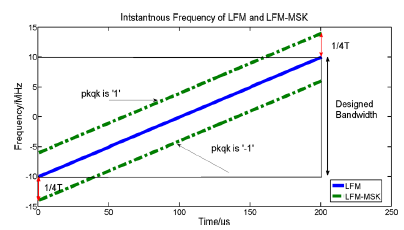 Intstantnous Frequency of LFM and LFM-MSK
Frequency/MHz
15
10
5
0
-5
-10
-15
0
50
100
150
200
250
Time/us
pkqk is '1'
pkqk is '-1'
1/4T
1/4T
Designed
Bandwidth
LFM
LFM-MSK